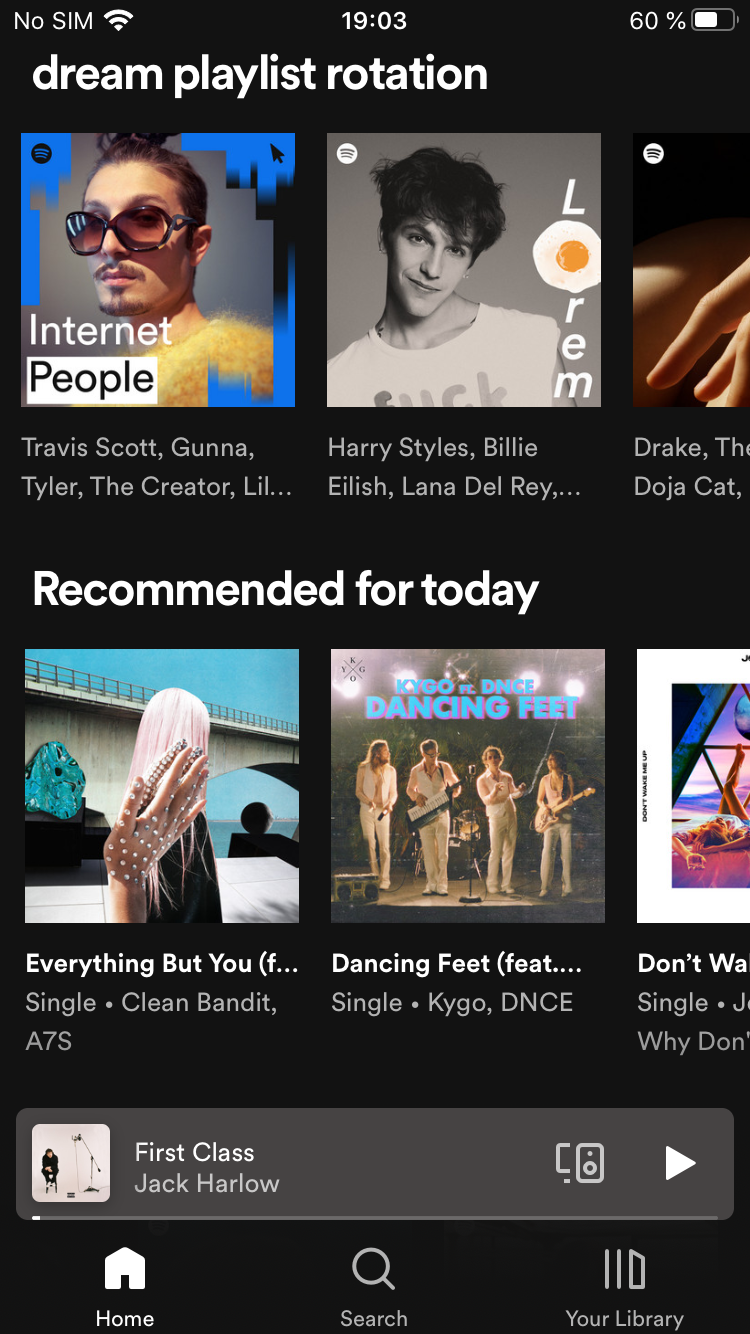 No SIM 19:03 60 %
dream playlist rotation
Internet
People
L
rem
Travis Scott, Gunna,
Tyler, The Creator, Lil...
Harry Styles, Billie
Eilish, Lana Del Rey,...
Drake, The
Doja Cat,
Recommended for today
KYGO
KYGO FT. DNCE
DANCING FEET
DON'T WAKE ME UP
Everything But You (f...
Single • Clean Bandit,
A7S
Dancing Feet (feat....
Single • Kygo, DNCE
Don't Wa
Single • J
Why Don'
First Class
Jack Harlow
Home
Search
Your Library